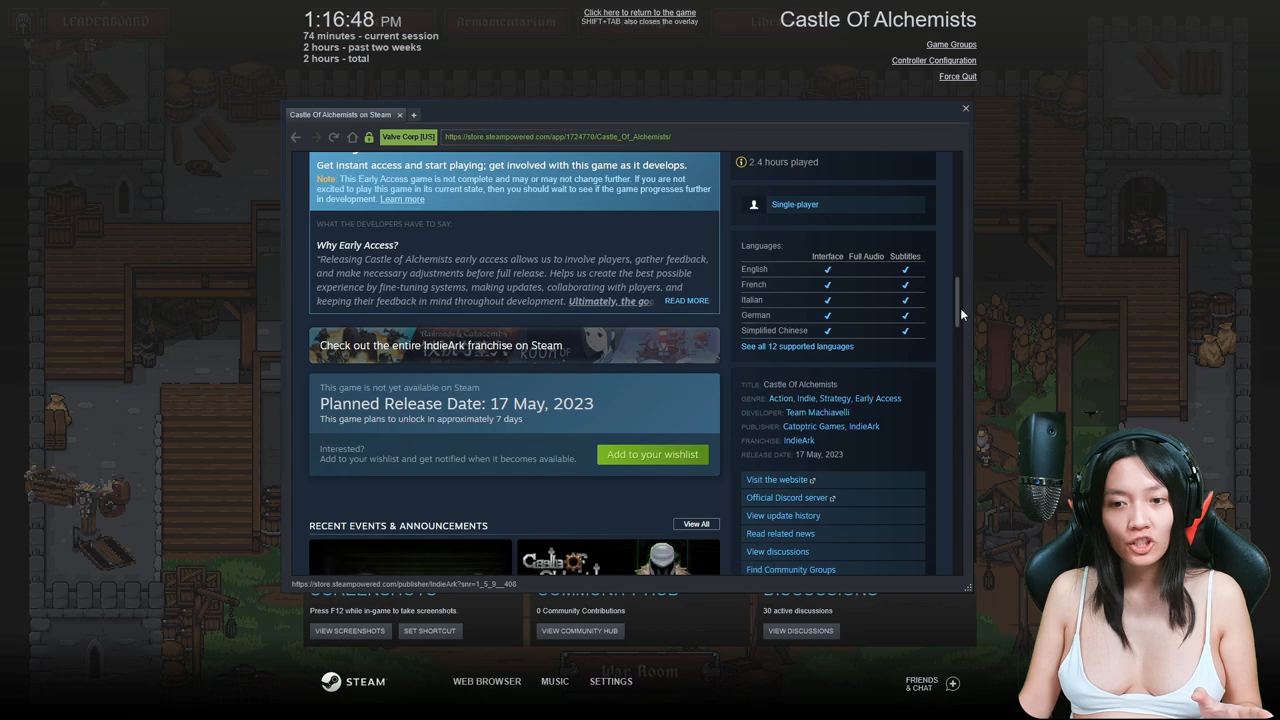 LEADERBOARD
Armamentarium
1:16:48 PM
74 minutes - current session
2 hours - past two weeks
2 hours - total
Click here to return to the game
SHIFT+TAB also closes the overlay
Castle Of Alchemists
Game Groups
Controller Configuration
Force Quit
Castle Of Alchemists on Steam
Valve Corp [US]
https://store.steampowered.com/app/1724770/Castle_Of_Alchemists/
Get instant access and start playing; get involved with this game as it develops.
Note: This Early Access game is not complete and may or may not change further. If you are
not excited to play this game in its current state, then you should wait to see if the game progresses further
in development. Learn more
WHAT THE DEVELOPERS HAVE TO SAY:
Why Early Access?
"Releasing Castle of Alchemists early access allows us to involve players, gather feedback,
and make necessary adjustments before full release. Helps us create the best possible
experience by fine-tuning systems, making updates, collaborating with players, and
keeping their feedback in mind throughout development. Ultimately, the go
READ MORE
Check out the entire IndieArk franchise on Steam
This game is not yet available on Steam
Planned Release Date: 17 May, 2023
This game plans to unlock in approximately 7 days
Interested?
Add to your wishlist and get notified when it becomes available.
Add to your wishlist
RECENT EVENTS & ANNOUNCEMENTS
View All
2.4 hours played
Single-player
Languages:
Interface Full Audio Subtitles
English ✔ ✔
French ✔ ✔
Italian ✔ ✔
German ✔ ✔
Simplified Chinese ✔ ✔
See all 12 supported languages
TITLE: Castle Of Alchemists
GENRE: Action, Indie, Strategy, Early Access
DEVELOPER: Team Machiavelli
PUBLISHER: Catoptric Games, IndieArk
FRANCHISE: IndieArk
RELEASE DATE: 17 May, 2023
Visit the website
Official Discord server
View update history
Read related news
View discussions
Find Community Groups
https://store.steampowered.com/publisher/IndieArk?snr=1_5_9__408
SCREENSHOTS
Press F12 while in-game to take screenshots.
VIEW SCREENSHOTS
SET SHORTCUT
COMMUNITY HUB
0 Community Contributions
VIEW COMMUNITY HUB
DISCUSSIONS
30 active discussions
VIEW DISCUSSIONS
War Room
STEAM
WEB BROWSER
MUSIC
SETTINGS
FRIENDS
& CHAT